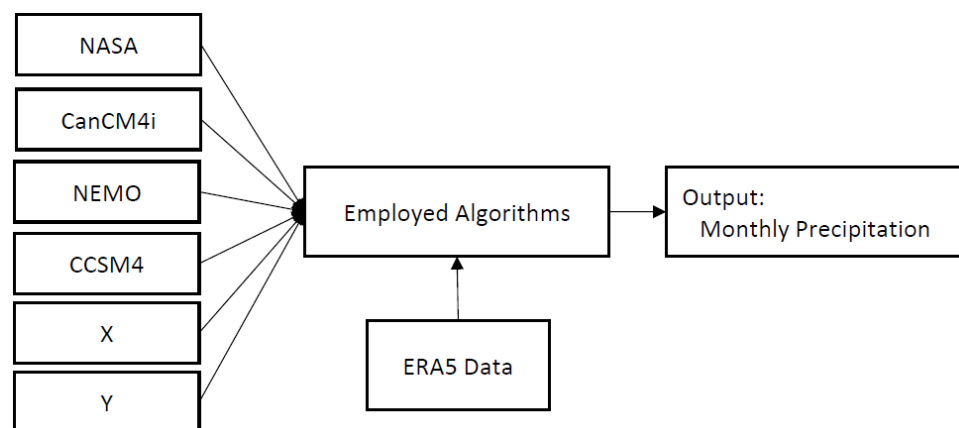 NASA
CanCM4i
NEMO
CCSM4
X
Y
Employed Algorithms
ERA5 Data
Output:
Monthly Precipitation